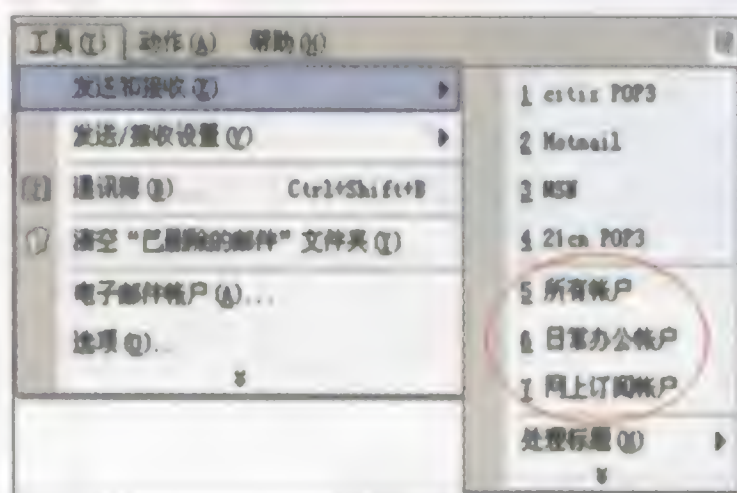 工具(T) 动作(A) 帮助(H)
发送和接收(E)
发送/接收设置(V)
通讯簿(B) Ctrl+Shift+B
清空“已删除的邮件”文件夹(Y)
电子邮件帐户(A)...
选项(O)...
1 citiz POP3
2 Hotmail
3 MSN
4 21cn POP3
5 所有帐户
6 日常办公帐户
7 网上订阅帐户
处理标题(M)